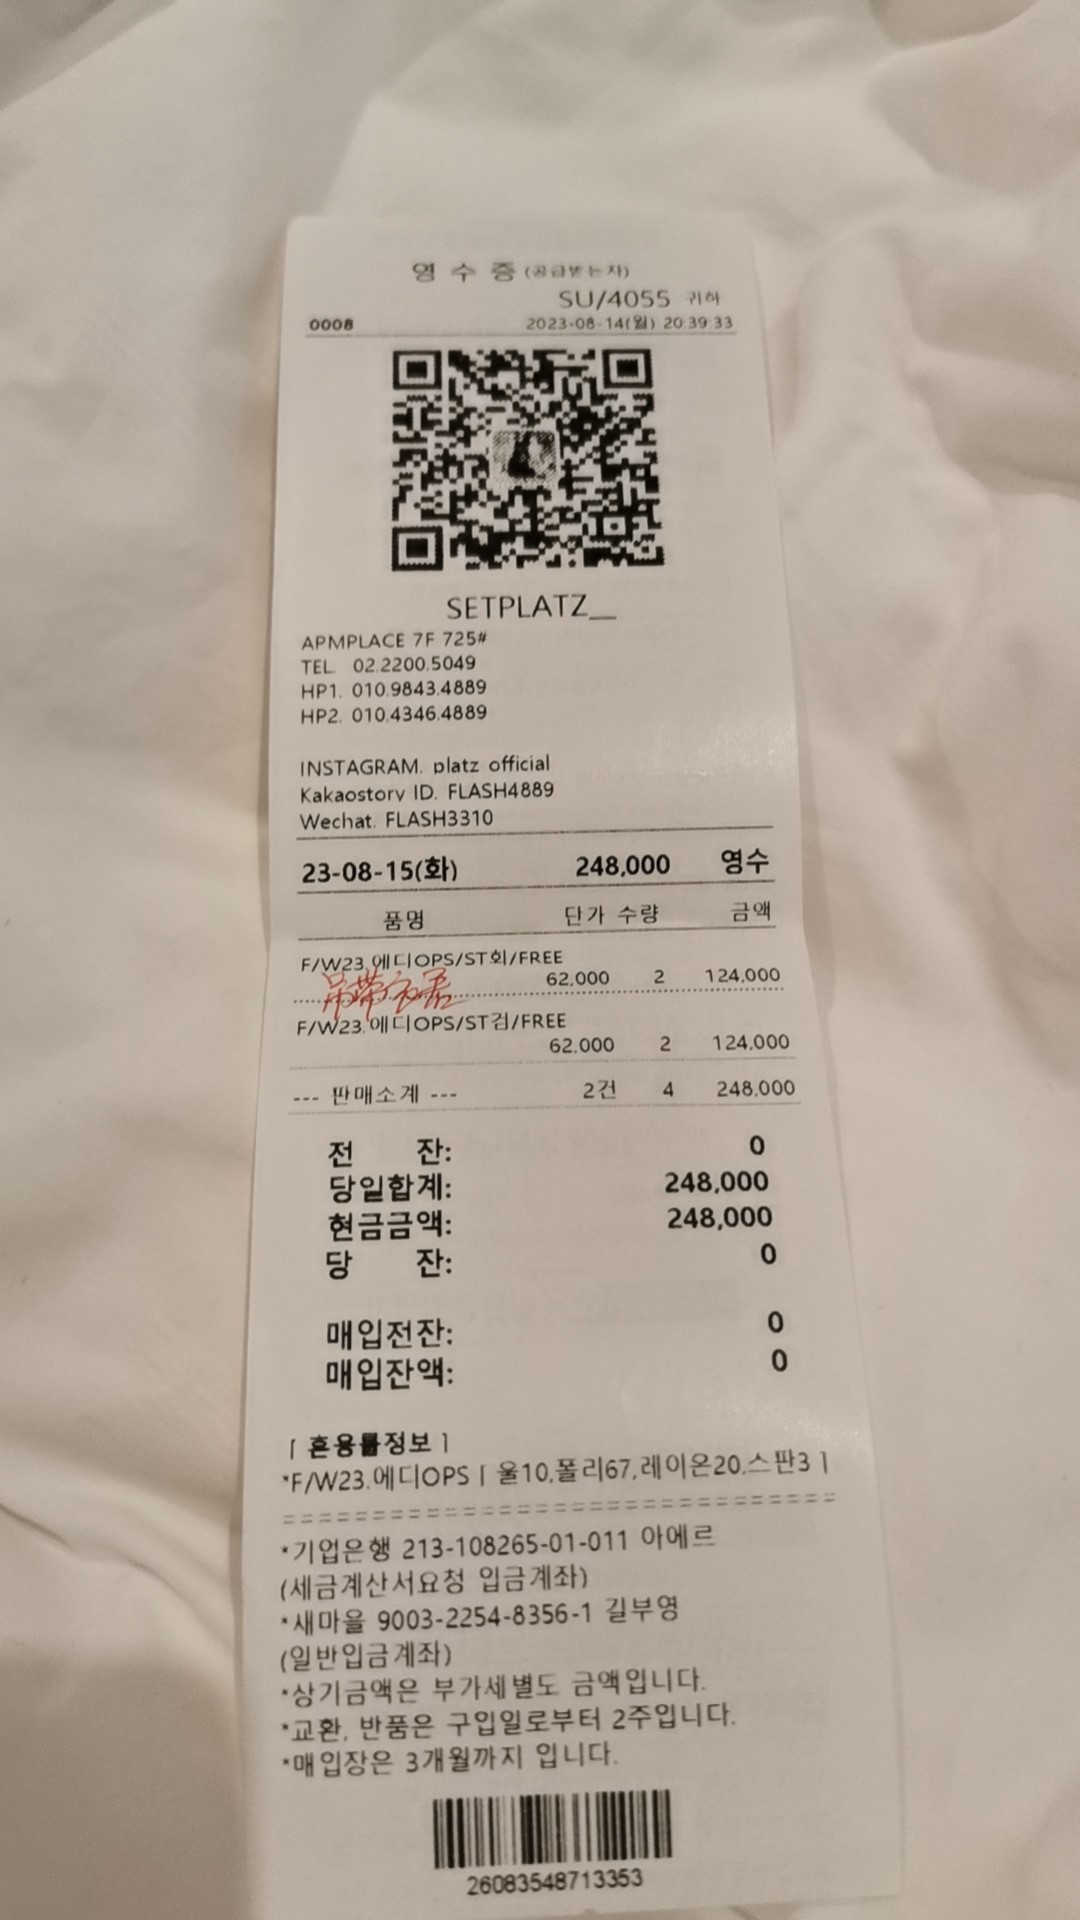 영 수 증 (공급받는자)
SU/4055 귀하
0008 2023-08-14(월) 20:39:33
SETPLATZ__
APMPLACE 7F 725#
TEL. 02.2200.5049
HP1. 010.9843.4889
HP2. 010.4346.4889
INSTAGRAM. platz official
Kakaostory ID. FLASH4889
Wechat. FLASH3310
23-08-15(화) 248,000 영수
품명 단가 수량 금액
F/W23.에디OPS/ST회/FREE
62,000 2 124,000
吊带
F/W23.에디OPS/ST검/FREE
62,000 2 124,000
--- 판매소계 --- 2건 4 248,000
전 잔: 0
당일합계: 248,000
현금금액: 248,000
당 잔: 0
매입전잔: 0
매입잔액: 0
[ 혼용률정보 ]
*F/W23.에디OPS [ 울10,폴리67,레이온20,스판3 ]
*기업은행 213-108265-01-011 아에르
(세금계산서요청 입금계좌)
*새마을 9003-2254-8356-1 길부영
(일반입금계좌)
*상기금액은 부가세별도 금액입니다.
*교환, 반품은 구입일로부터 2주입니다.
*매입장은 3개월까지 입니다.
26083548713353